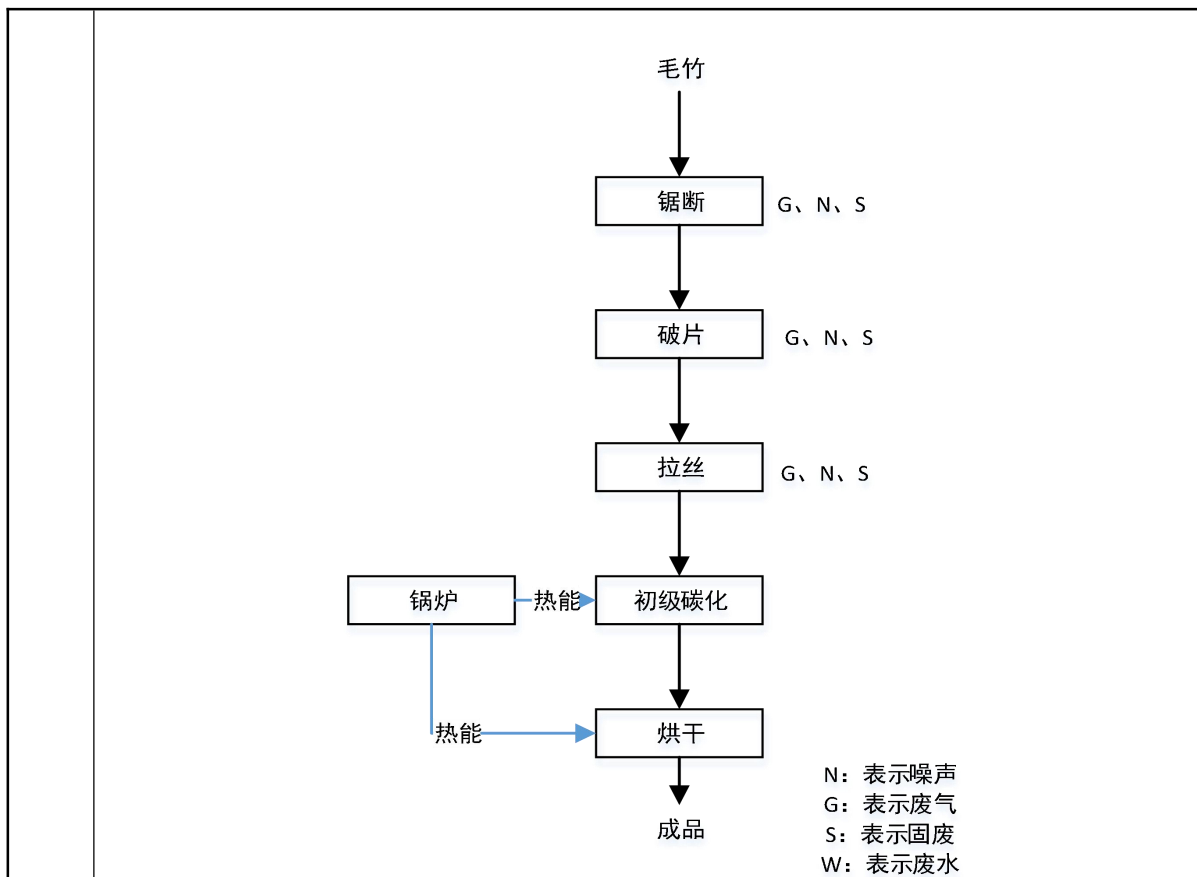 毛竹
锯断 G、N、S
破片 G、N、S
拉丝 G、N、S
锅炉 热能 初级碳化
热能 烘干
N：表示噪声
G：表示废气
成品
S：表示固废
W：表示废水